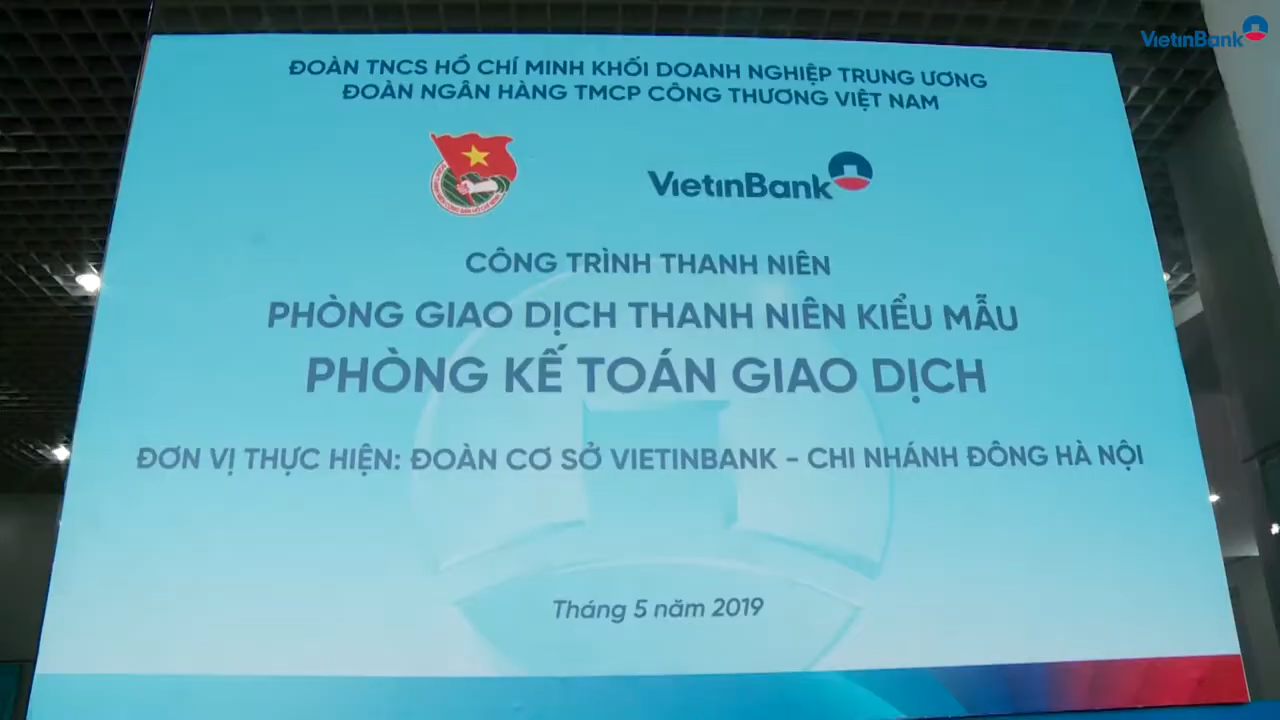 VietinBank
ĐOÀN TNCS HỒ CHÍ MINH KHỐI DOANH NGHIỆP TRUNG ƯƠNG
ĐOÀN NGÂN HÀNG TMCP CÔNG THƯƠNG VIỆT NAM
VietinBank
CÔNG TRÌNH THANH NIÊN
PHÒNG GIAO DỊCH THANH NIÊN KIỂU MẪU
PHÒNG KẾ TOÁN GIAO DỊCH
ĐƠN VỊ THỰC HIỆN: ĐOÀN CƠ SỞ VIETINBANK - CHI NHÁNH ĐÔNG HÀ NỘI
Tháng 5 năm 2019